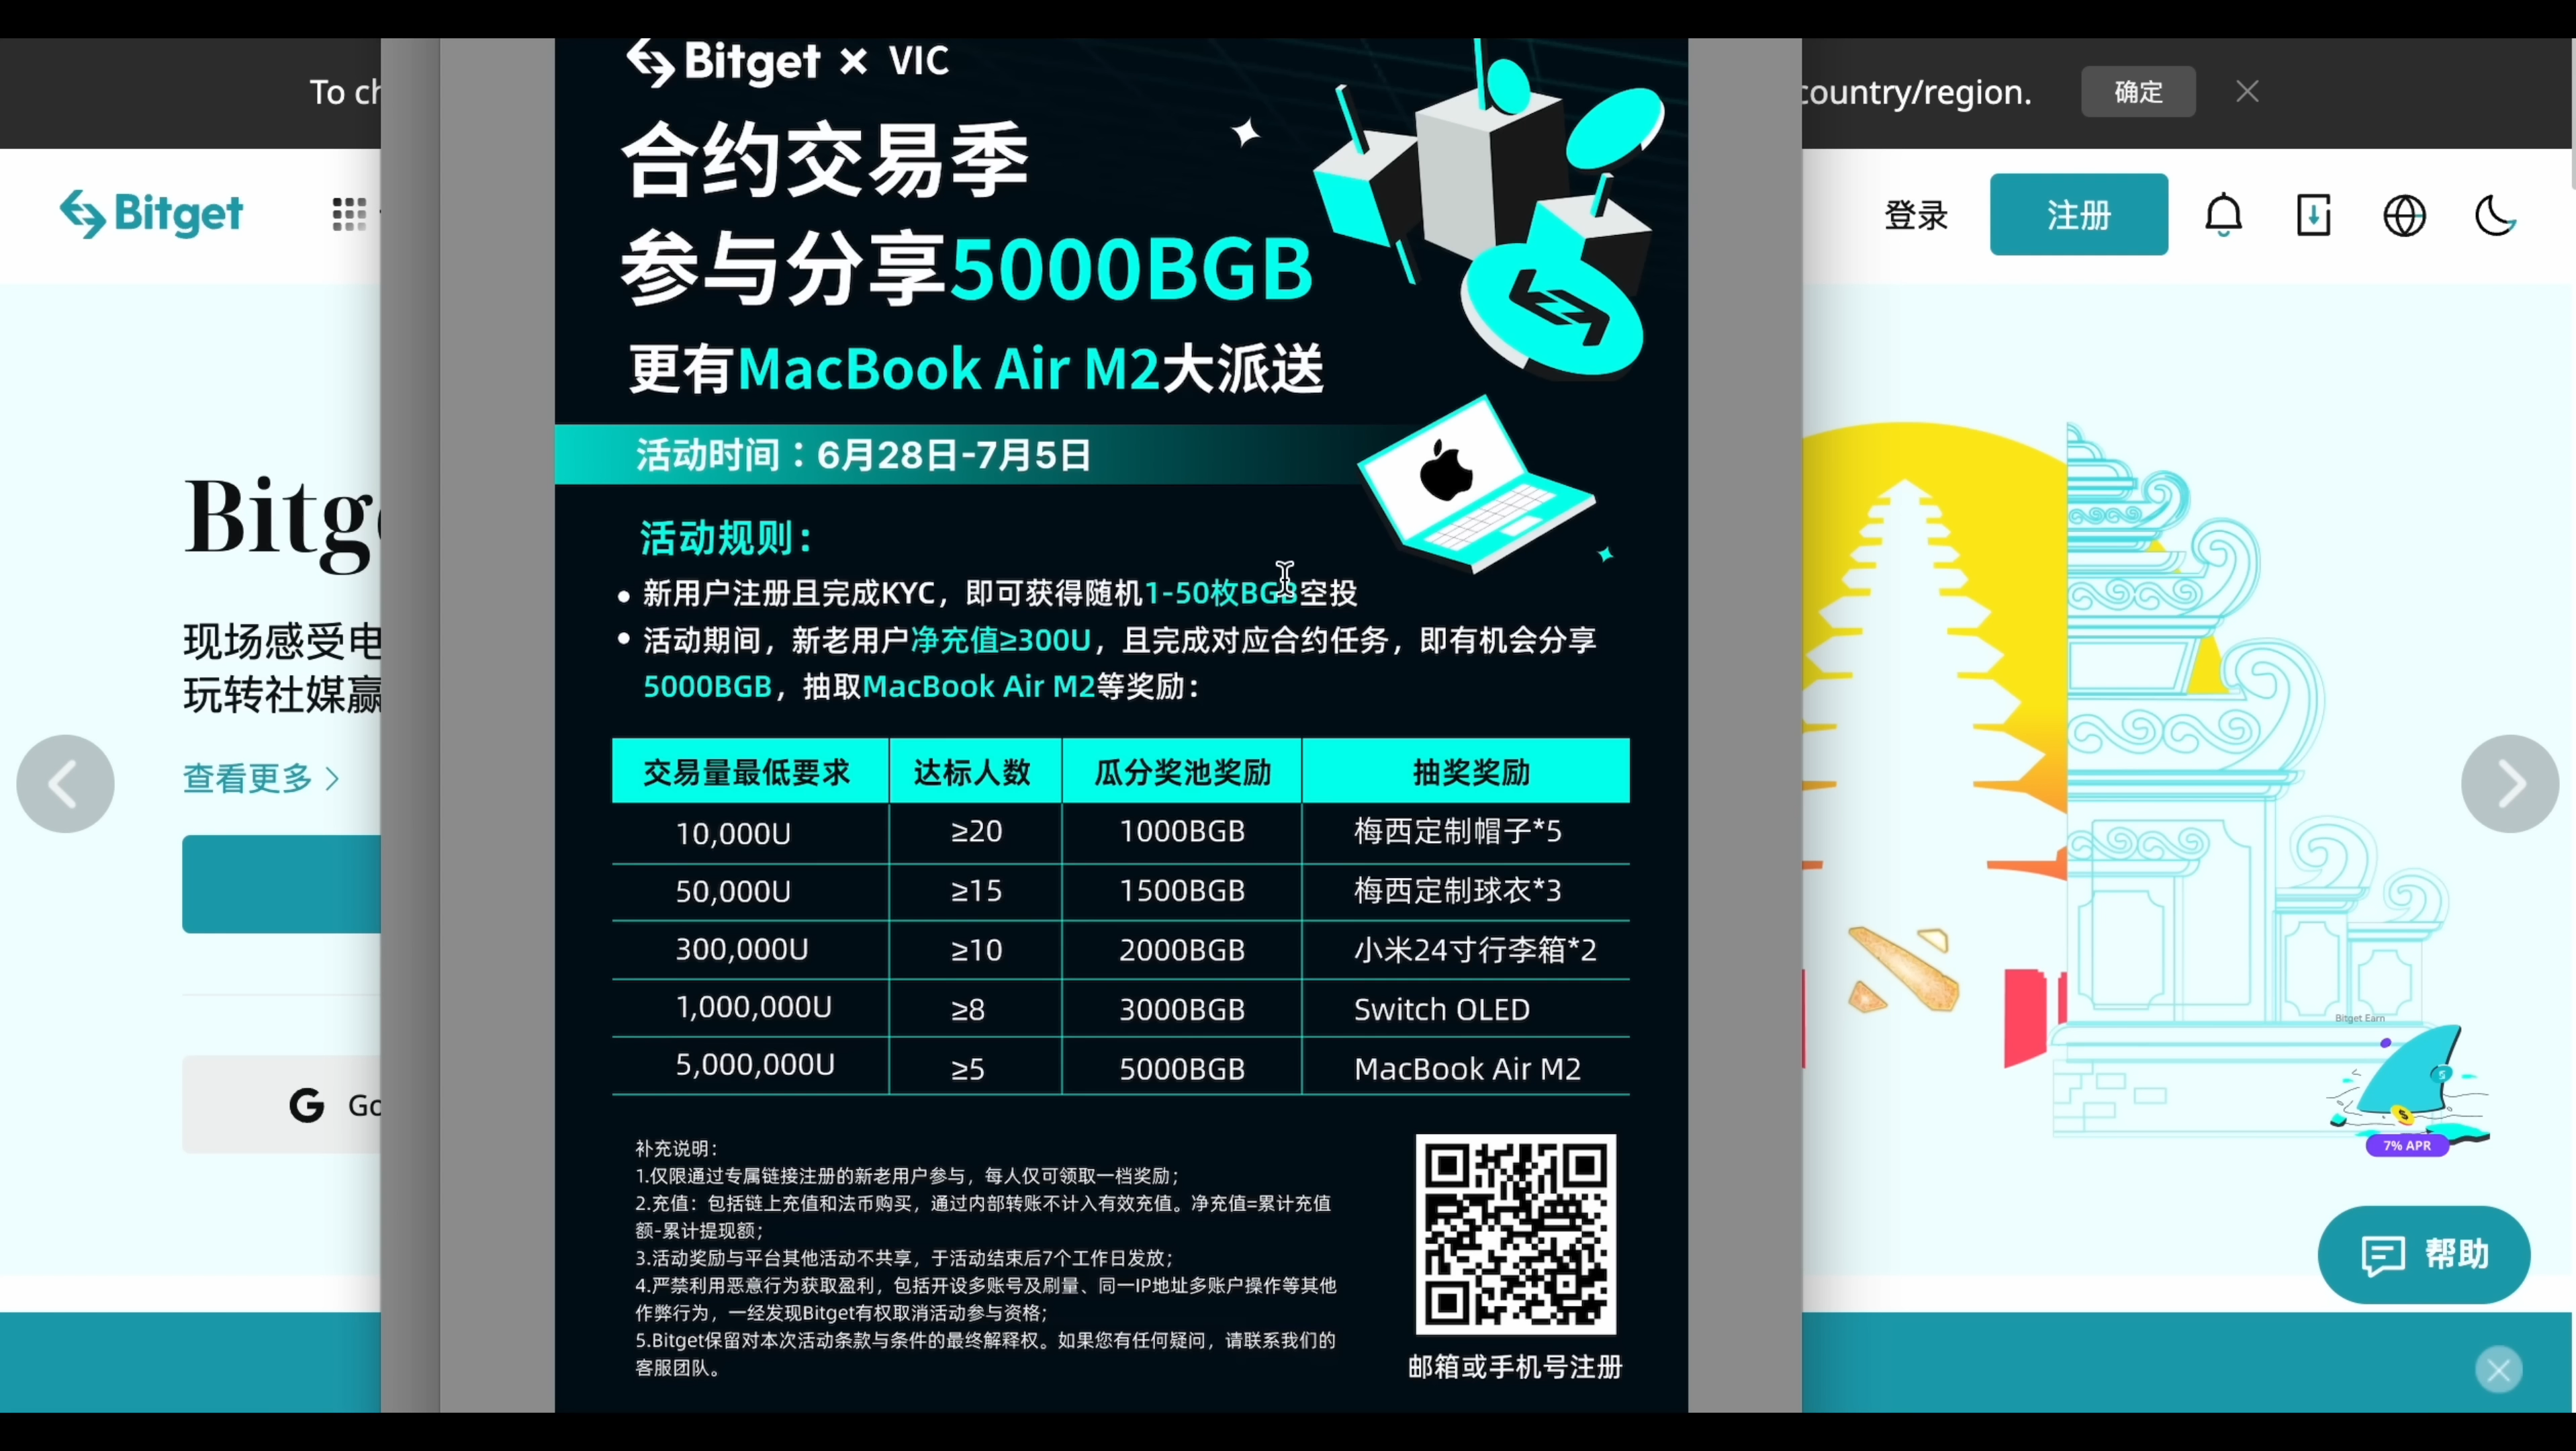 To ch
country/region.
确定
Bitget
登录
注册
Bitge
现场感受电
玩转社媒赢
查看更多
G Go
Bitget × VIC
合约交易季
参与分享5000BGB
更有MacBook Air M2大派送
活动时间：6月28日-7月5日
活动规则：
• 新用户注册且完成KYC，即可获得随机1-50枚BGB空投
• 活动期间，新老用户净充值≥300U，且完成对应合约任务，即有机会分享
5000BGB，抽取MacBook Air M2等奖励：
交易量最低要求 达标人数 瓜分奖池奖励 抽奖奖励
10,000U ≥20 1000BGB 梅西定制帽子*5
50,000U ≥15 1500BGB 梅西定制球衣*3
300,000U ≥10 2000BGB 小米24寸行李箱*2
1,000,000U ≥8 3000BGB Switch OLED
5,000,000U ≥5 5000BGB MacBook Air M2
补充说明：
1.仅限通过专属链接注册的新老用户参与，每人仅可领取一档奖励；
2.充值：包括链上充值和法币购买，通过内部转账不计入有效充值。净充值=累计充值
额-累计提现额；
3.活动奖励与平台其他活动不共享，于活动结束后7个工作日发放；
4.严禁利用恶意行为获取盈利，包括开设多账号及刷量、同一IP地址多账户操作等其他
作弊行为，一经发现Bitget有权取消活动参与资格；
5.Bitget保留对本次活动条款与条件的最终解释权。如果您有任何疑问，请联系我们的
客服团队。
邮箱或手机号注册
Bitget Earn
7% APR
帮助